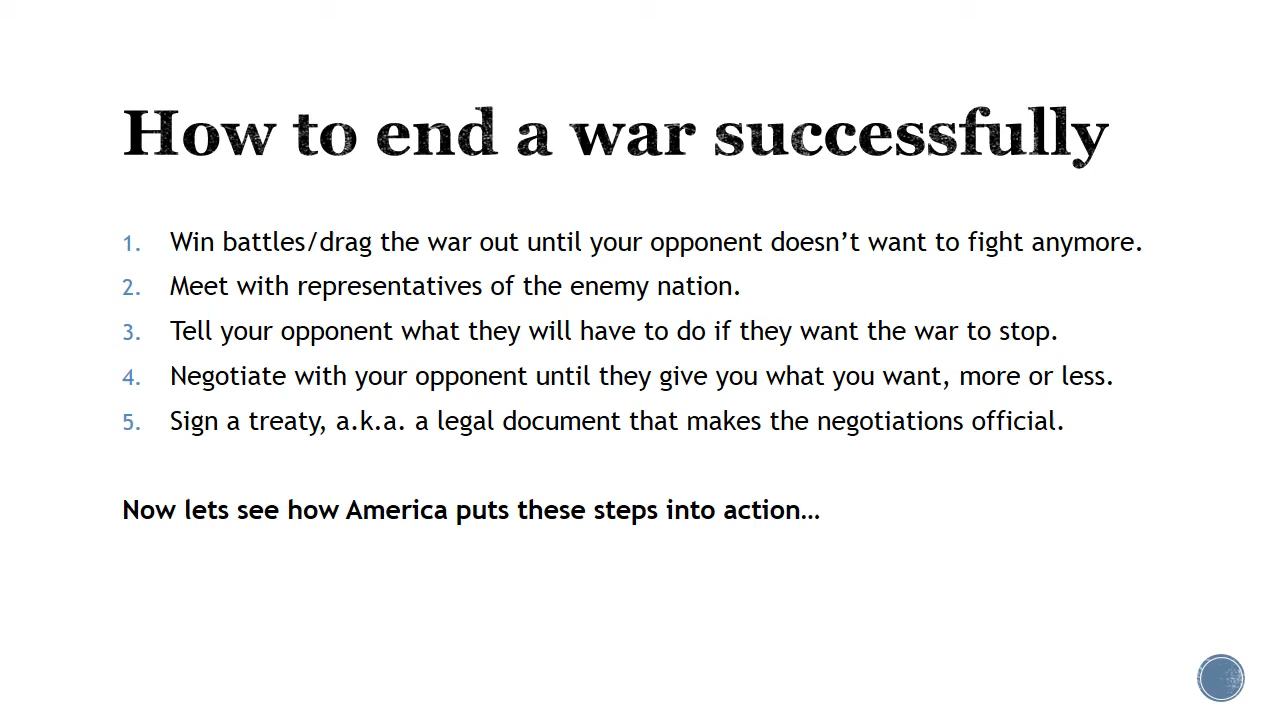 How to end a war successfully
1. Win battles/drag the war out until your opponent doesn’t want to fight anymore.
2. Meet with representatives of the enemy nation.
3. Tell your opponent what they will have to do if they want the war to stop.
4. Negotiate with your opponent until they give you what you want, more or less.
5. Sign a treaty, a.k.a. a legal document that makes the negotiations official.
Now lets see how America puts these steps into action…